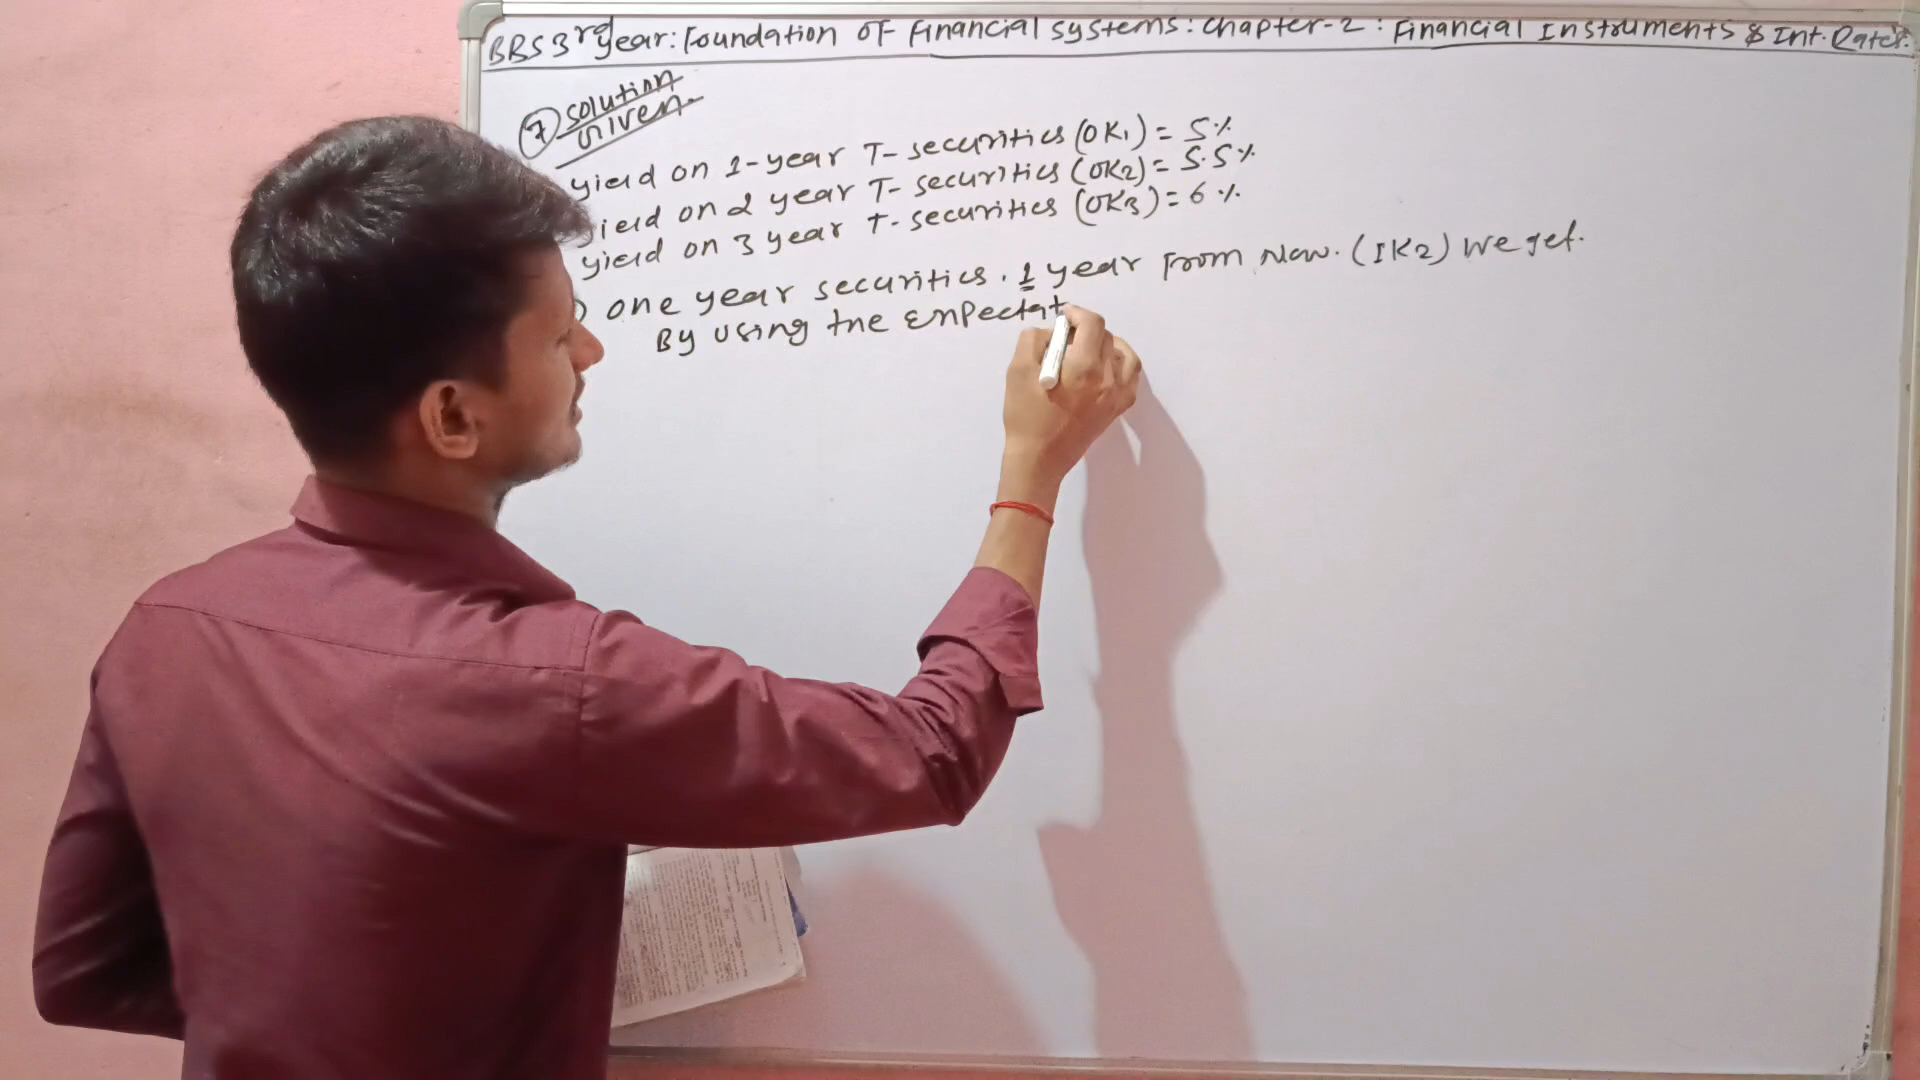 BBS 3rd year: Foundation of Financial systems: Chapter-2: Financial Instruments & Int. Rates.
7 solution
Given.
yield on 1-year T-securities (0K1) = 5%
yield on 2 year T-securities (0K2) = 5.5%
yield on 3 year T-securities (0K3) = 6%
) one year securities. 1 year from Now. (1K2) We get.
By using the Expectat